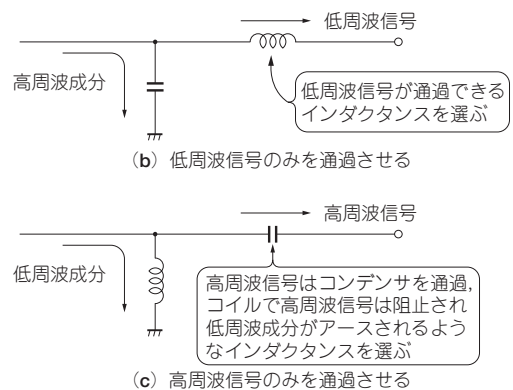 低周波信号
高周波成分
低周波信号が通過できる
インダクタンスを選ぶ
（b）低周波信号のみを通過させる
高周波信号
低周波成分
高周波信号はコンデンサを通過，
コイルで高周波信号は阻止され
低周波成分がアースされるよう
なインダクタンスを選ぶ
（c）高周波信号のみを通過させる